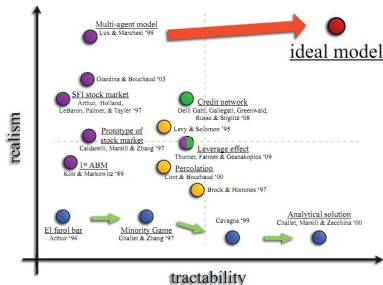 Multi-agent model
Lux & Marchesi '99
ideal model
Giardina & Bouchaud '03
SFI stock market
Arthur, Holland,
LeBaron, Palmer, & Tayler '97
Credit network
Delli Gatti, Gallegati, Greenwald,
Russo & Stiglitz '08
Levy & Solomon '95
Prototype of
stock market
Caldarelli, Marsili & Zhang '97
Leverage effect
Thurner, Farmer & Geanakoplos '09
1st ABM
Kim & Markowitz '89
Percolation
Cont & Bouchaud '00
Brock & Hommes '97
El farol bar
Arthur '94
Minority Game
Challet & Zhang '97
Cavagna '99
Analytical solution
Challet, Marsili & Zecchina '00
realism
tractability